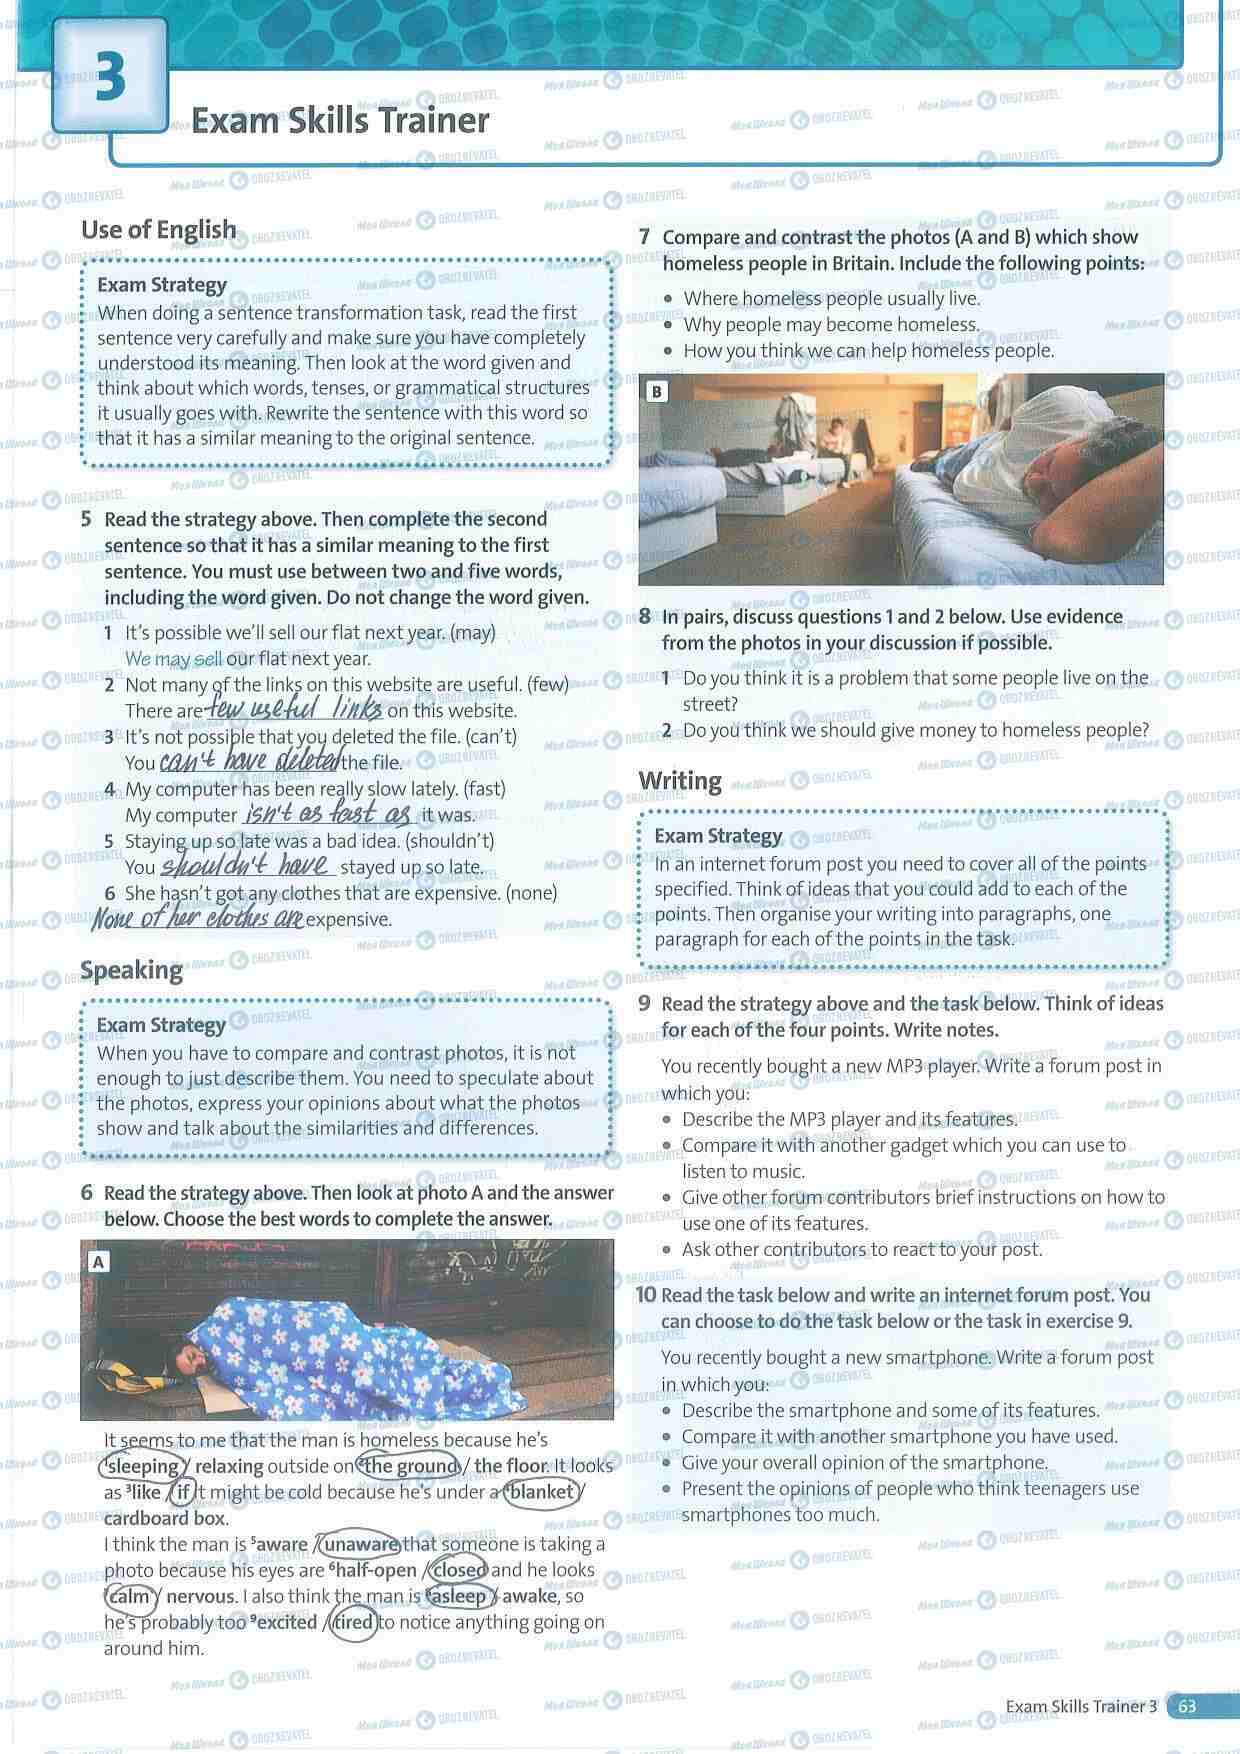 3
Exam Skills Trainer
Use of English
Exam Strategy
When doing a sentence transformation task, read the first
sentence very carefully and make sure you have completely
understood its meaning. Then look at the word given and
think about which words, tenses, or grammatical structures
it usually goes with. Rewrite the sentence with this word so
that it has a similar meaning to the original sentence.
5 Read the strategy above. Then complete the second
sentence so that it has a similar meaning to the first
sentence. You must use between two and five words,
including the word given. Do not change the word given.
1 It's possible we'll sell our flat next year. (may)
We may sell our flat next year.
2 Not many of the links on this website are useful. (few)
There are few useful links on this website.
3 It's not possible that you deleted the file. (can't)
You can't have deleted the file.
4 My computer has been really slow lately. (fast)
My computer isn't as fast as it was.
5 Staying up so late was a bad idea. (shouldn't)
You shouldn't have stayed up so late.
6 She hasn't got any clothes that are expensive. (none)
None of her clothes are expensive.
Speaking
Exam Strategy
When you have to compare and contrast photos, it is not
enough to just describe them. You need to speculate about
the photos, express your opinions about what the photos
show and talk about the similarities and differences.
6 Read the strategy above. Then look at photo A and the answer
below. Choose the best words to complete the answer.
A
It seems to me that the man is homeless because he's
1sleeping / relaxing outside on 2the ground / the floor. It looks
as 3like / if it might be cold because he's under a 4blanket /
cardboard box.
I think the man is 5aware / unaware that someone is taking a
photo because his eyes are 6half-open / closed and he looks
7calm / nervous. I also think the man is 8asleep / awake, so
he's probably too 9excited / tired to notice anything going on
around him.
7 Compare and contrast the photos (A and B) which show
homeless people in Britain. Include the following points:
• Where homeless people usually live.
• Why people may become homeless.
• How you think we can help homeless people.
B
8 In pairs, discuss questions 1 and 2 below. Use evidence
from the photos in your discussion if possible.
1 Do you think it is a problem that some people live on the
street?
2 Do you think we should give money to homeless people?
Writing
Exam Strategy
In an internet forum post you need to cover all of the points
specified. Think of ideas that you could add to each of the
points. Then organise your writing into paragraphs, one
paragraph for each of the points in the task.
9 Read the strategy above and the task below. Think of ideas
for each of the four points. Write notes.
You recently bought a new MP3 player. Write a forum post in
which you:
• Describe the MP3 player and its features.
• Compare it with another gadget which you can use to
listen to music.
• Give other forum contributors brief instructions on how to
use one of its features.
• Ask other contributors to react to your post.
10 Read the task below and write an internet forum post. You
can choose to do the task below or the task in exercise 9.
You recently bought a new smartphone. Write a forum post
in which you:
• Describe the smartphone and some of its features.
• Compare it with another smartphone you have used.
• Give your overall opinion of the smartphone.
• Present the opinions of people who think teenagers use
smartphones too much.
Exam Skills Trainer 3 63
Моя Школа OBOZREVATEL